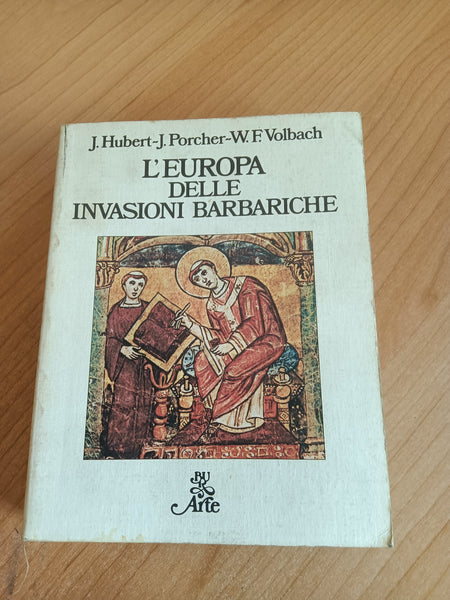 J. Hubert-J. Porcher-W. F. Volbach
L'EUROPA
DELLE
INVASIONI BARBARICHE
BUR
Arte